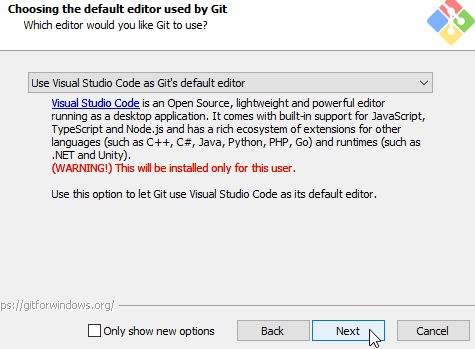 Choosing the default editor used by Git
Which editor would you like Git to use?
Use Visual Studio Code as Git's default editor
Visual Studio Code is an Open Source, lightweight and powerful editor
running as a desktop application. It comes with built-in support for JavaScript,
TypeScript and Node.js and has a rich ecosystem of extensions for other
languages (such as C++, C#, Java, Python, PHP, Go) and runtimes (such as
.NET and Unity).
(WARNING!) This will be installed only for this user.
Use this option to let Git use Visual Studio Code as its default editor.
ps://gitforwindows.org/
Only show new options
Back
Next
Cancel